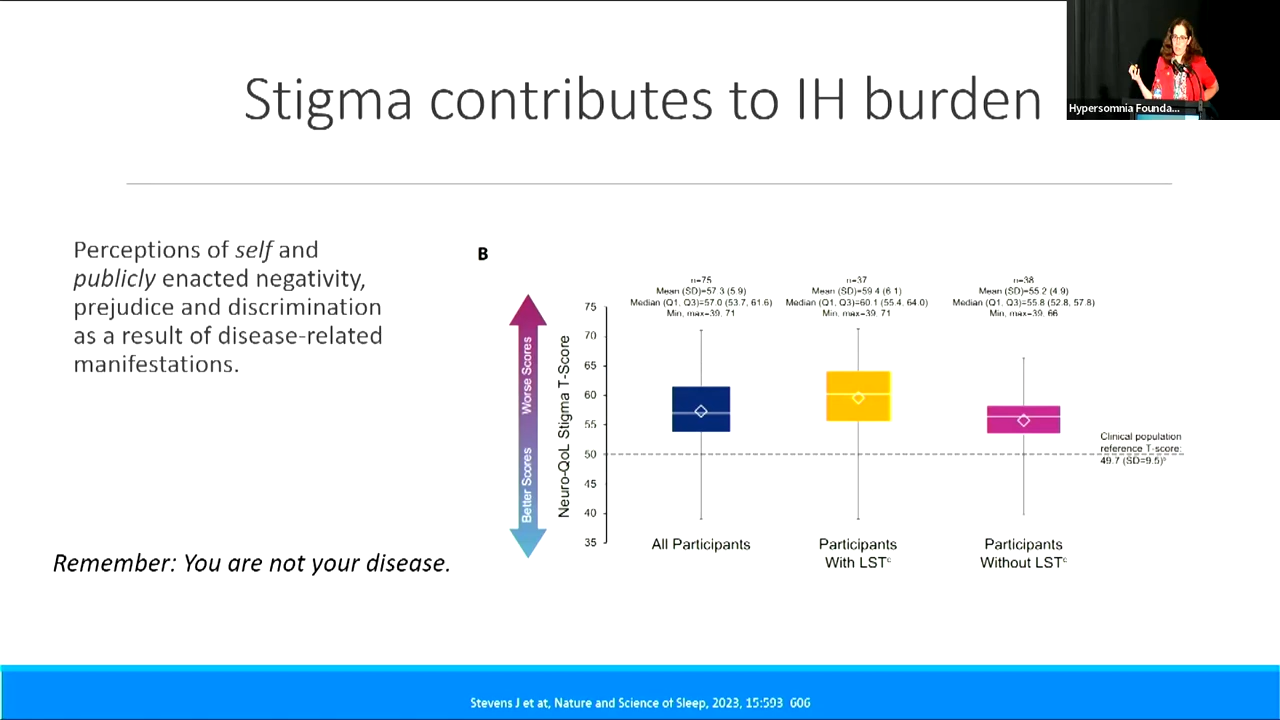 Stigma contributes to IH burden
Hypersomnia Founda...
Perceptions of self and
publicly enacted negativity,
prejudice and discrimination
as a result of disease-related
manifestations.
Remember: You are not your disease.
B
Worse Scores
Better Scores
Neuro-QoL Stigma T-Score
75
70
65
60
55
50
45
40
35
n=75
Mean (SD)=57.3 (5.9)
Median (Q1, Q3)=57.0 (53.7, 61.6)
Min, max=39, 71
n=37
Mean (SD)=59.4 (6.1)
Median (Q1, Q3)=60.1 (55.4, 64.0)
Min, max=39, 71
n=38
Mean (SD)=55.2 (4.9)
Median (Q1, Q3)=55.8 (52.8, 57.8)
Min, max=39, 66
Clinical population
reference T-score:
49.7 (SD=9.5)ᵇ
All Participants
Participants
With LSTᶜ
Participants
Without LSTᶜ
Stevens J et at, Nature and Science of Sleep, 2023, 15:593 606